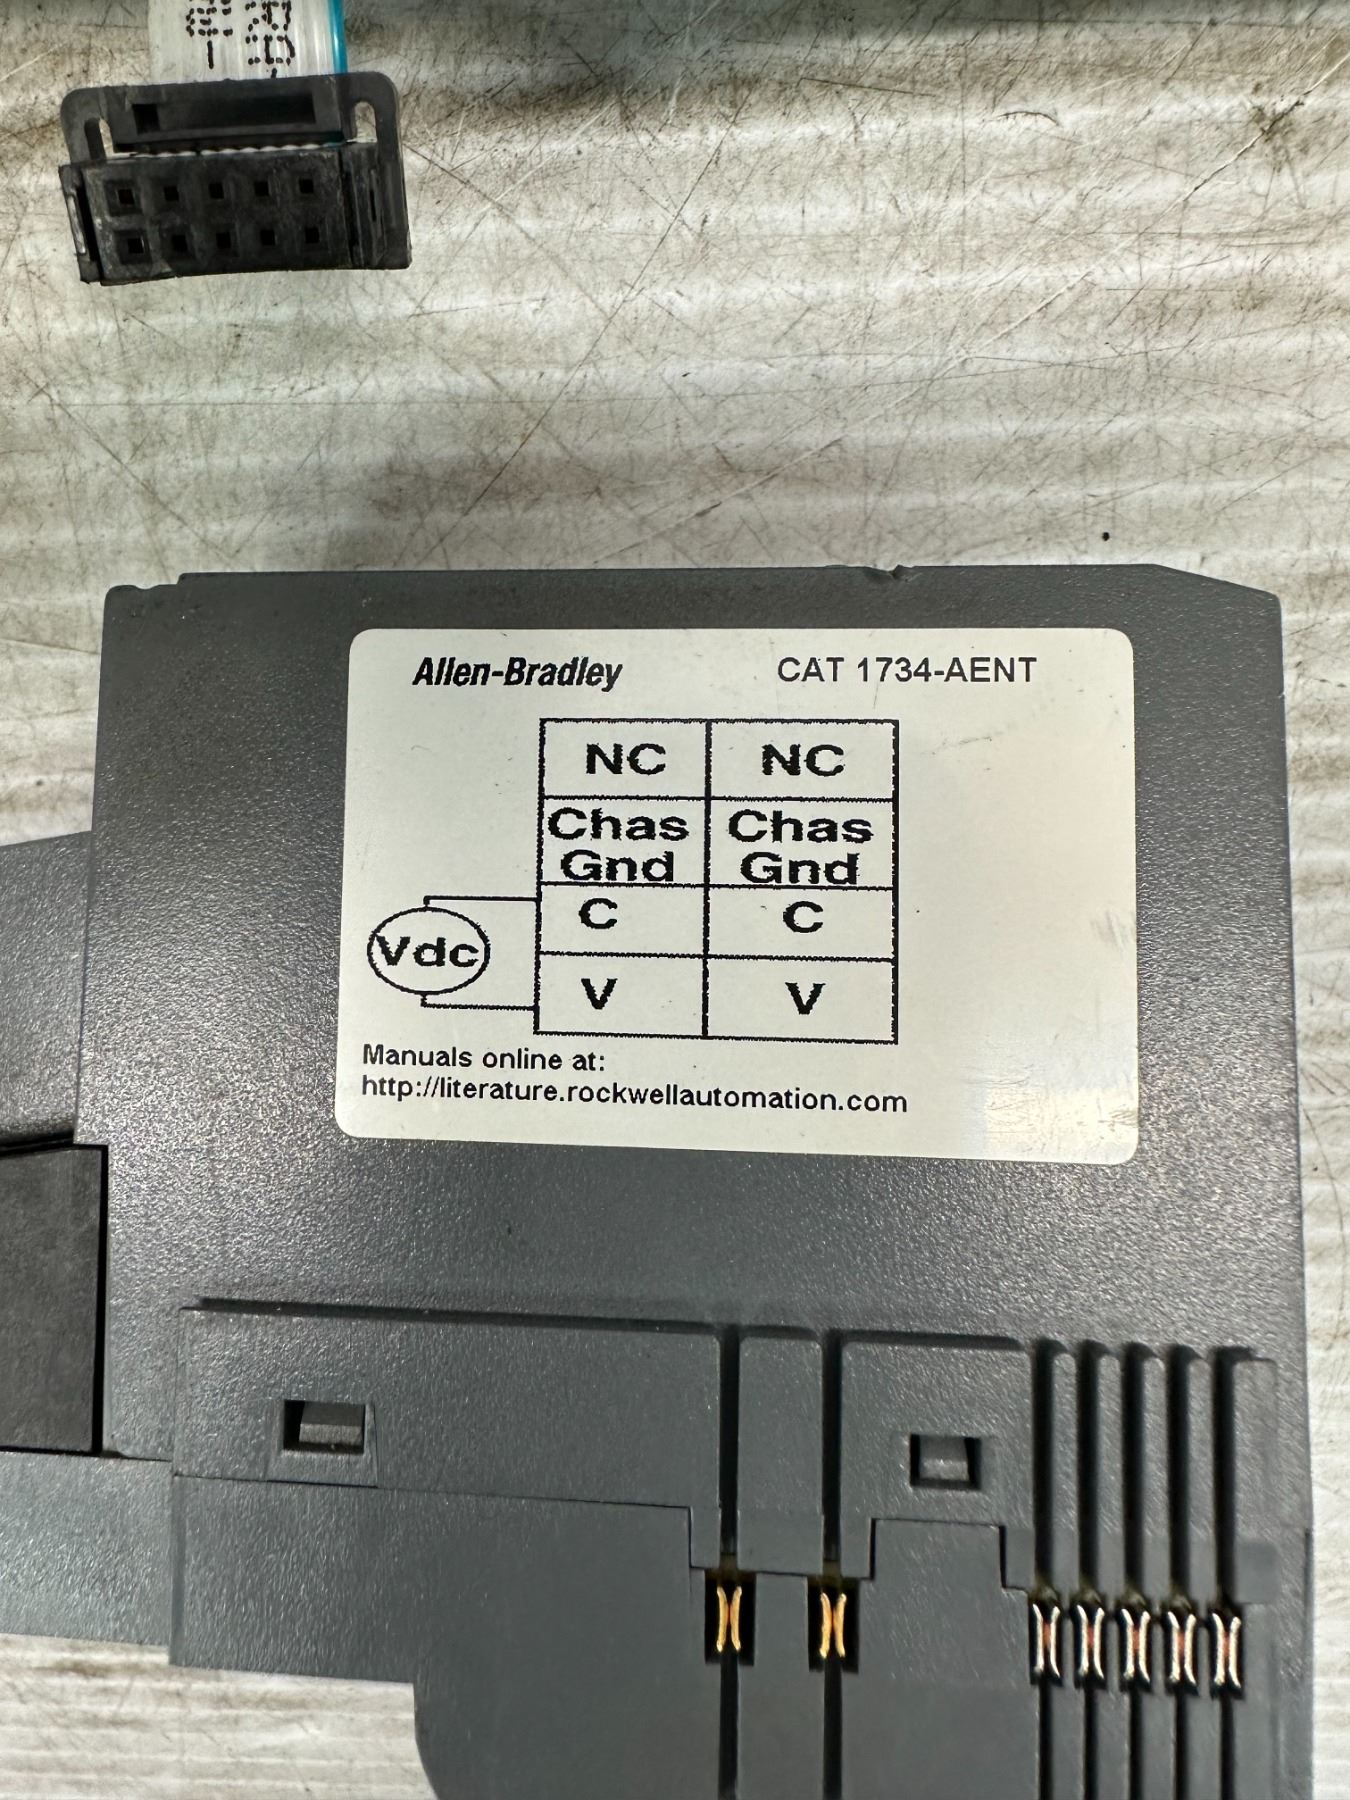 Allen-Bradley CAT 1734-AENT
NC NC
Chas Chas
Gnd Gnd
C C
Vdc
V V
Manuals online at:
http://literature.rockwellautomation.com